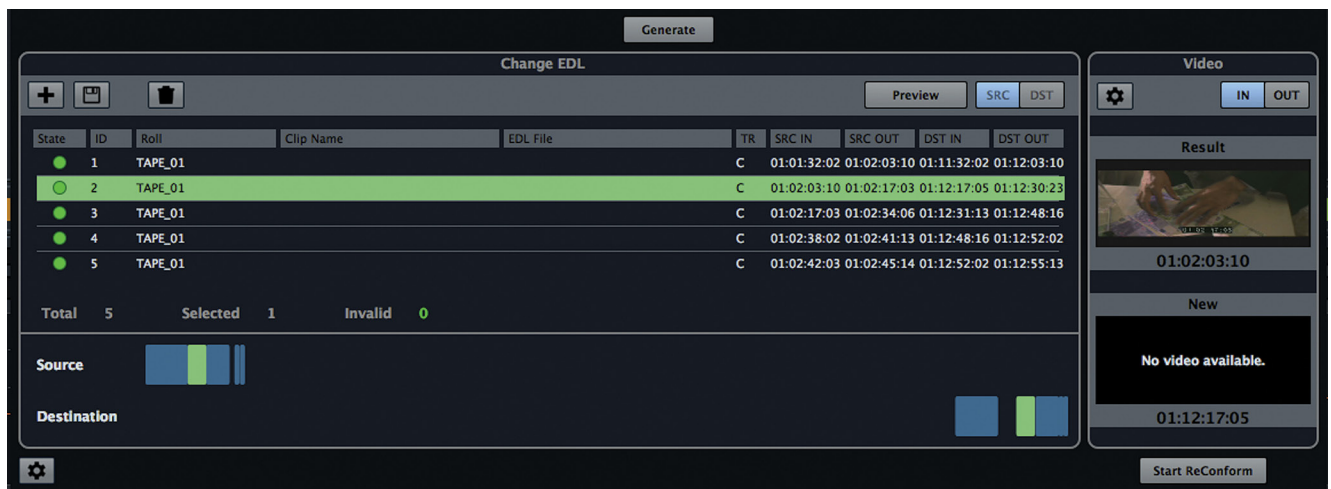 Generate
Change EDL
Preview SRC DST
State ID Roll Clip Name EDL File TR SRC IN SRC OUT DST IN DST OUT
1 TAPE_01 C 01:01:32:02 01:02:03:10 01:11:32:02 01:12:03:10
2 TAPE_01 C 01:02:03:10 01:02:17:03 01:12:17:05 01:12:30:23
3 TAPE_01 C 01:02:17:03 01:02:34:06 01:12:31:13 01:12:48:16
4 TAPE_01 C 01:02:38:02 01:02:41:13 01:12:48:16 01:12:52:02
5 TAPE_01 C 01:02:42:03 01:02:45:14 01:12:52:02 01:12:55:13
Total 5 Selected 1 Invalid 0
Source
Destination
Video
IN OUT
Result
01:02:03:10
New
No video available.
01:12:17:05
Start ReConform